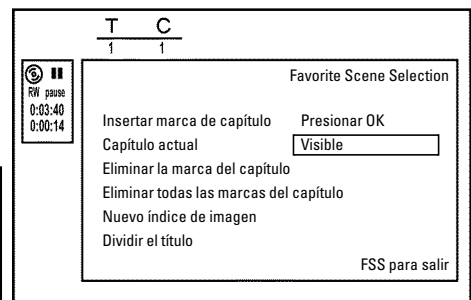 T C
1 1
RW pause
0:03:40
0:00:14
Favorite Scene Selection
Insertar marca de capítulo Presionar OK
Capítulo actual Visible
Eliminar la marca del capítulo
Eliminar todas las marcas del capítulo
Nuevo índice de imagen
Dividir el título
FSS para salir